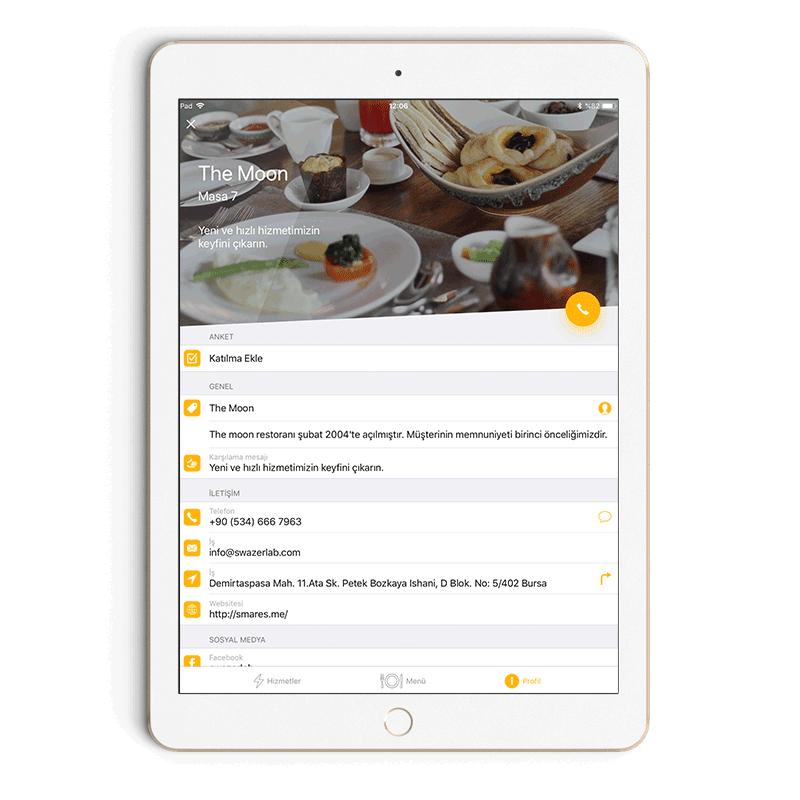 Pad 12:06 %82
The Moon
Masa 7
Yeni ve hızlı hizmetimizin
keyfini çıkarın.
ANKET
Katılma Ekle
GENEL
The Moon
The moon restoranı şubat 2004'te açılmıştır. Müşterinin memnuniyeti birinci önceliğimizdir.
Karşılama mesajı
Yeni ve hızlı hizmetimizin keyfini çıkarın.
İLETİŞİM
Telefon
+90 (534) 666 7963
İş
info@swazerlab.com
İş
Demirtaspasa Mah. 11.Ata Sk. Petek Bozkaya Ishani, D Blok. No: 5/402 Bursa
Websitesi
http://smares.me/
SOSYAL MEDYA
Facebook
Hizmetler Menü Profil